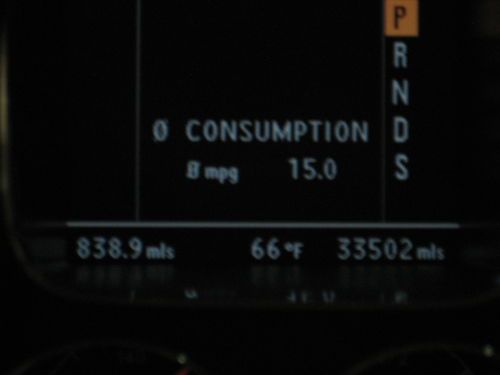 P
R
N
D
S
Ø CONSUMPTION
Ø mpg 15.0
838.9 mls 66 °F 33502 mls